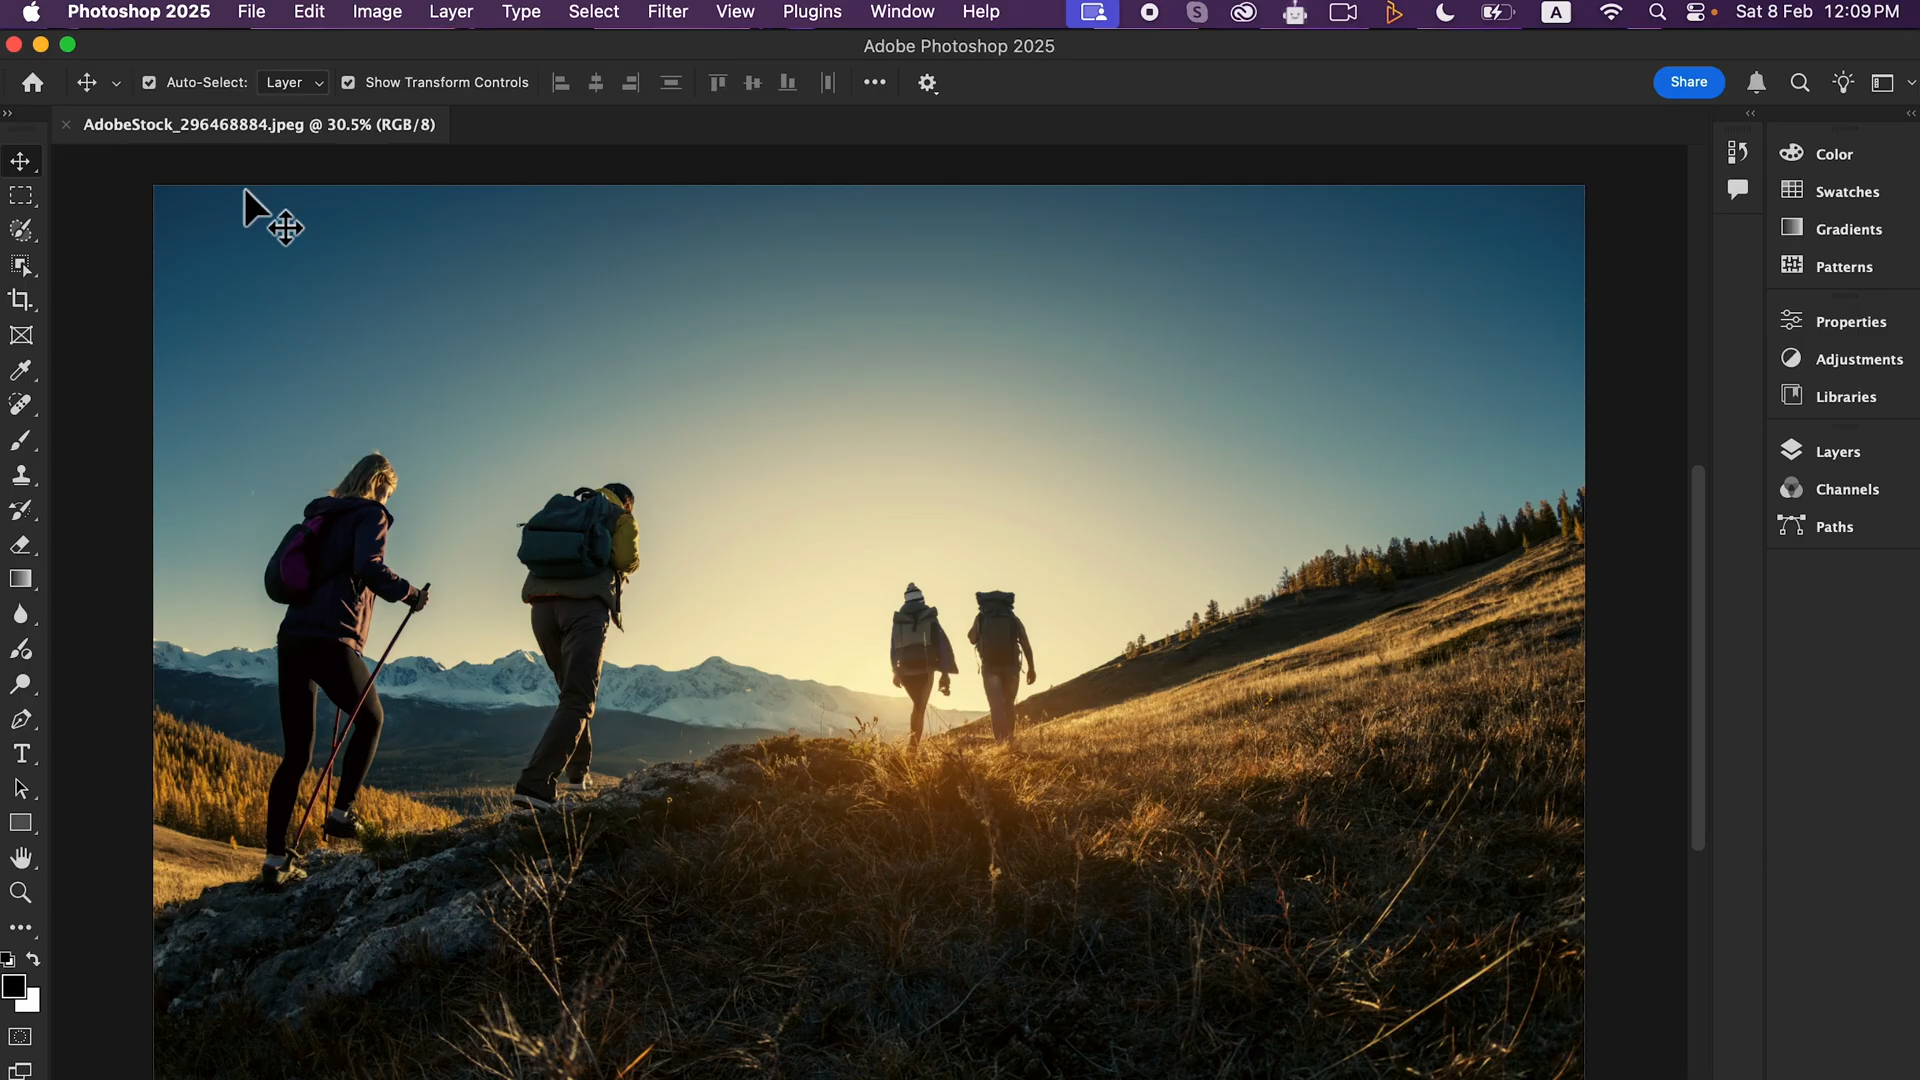 Photoshop 2025 File Edit Image Layer Type Select Filter View Plugins Window Help A Sat 8 Feb 12:09 PM
Adobe Photoshop 2025
Auto-Select: Layer Show Transform Controls Share
AdobeStock_296468884.jpeg @ 30.5% (RGB/8)
Color
Swatches
Gradients
Patterns
Properties
Adjustments
Libraries
Layers
Channels
Paths